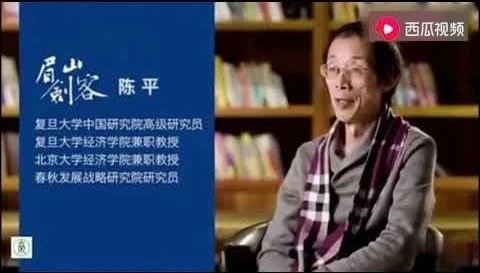 西瓜视频
眉山劍客 陈平
复旦大学中国研究院高级研究员
复旦大学经济学院兼职教授
北京大学经济学院兼职教授
春秋发展战略研究院研究员